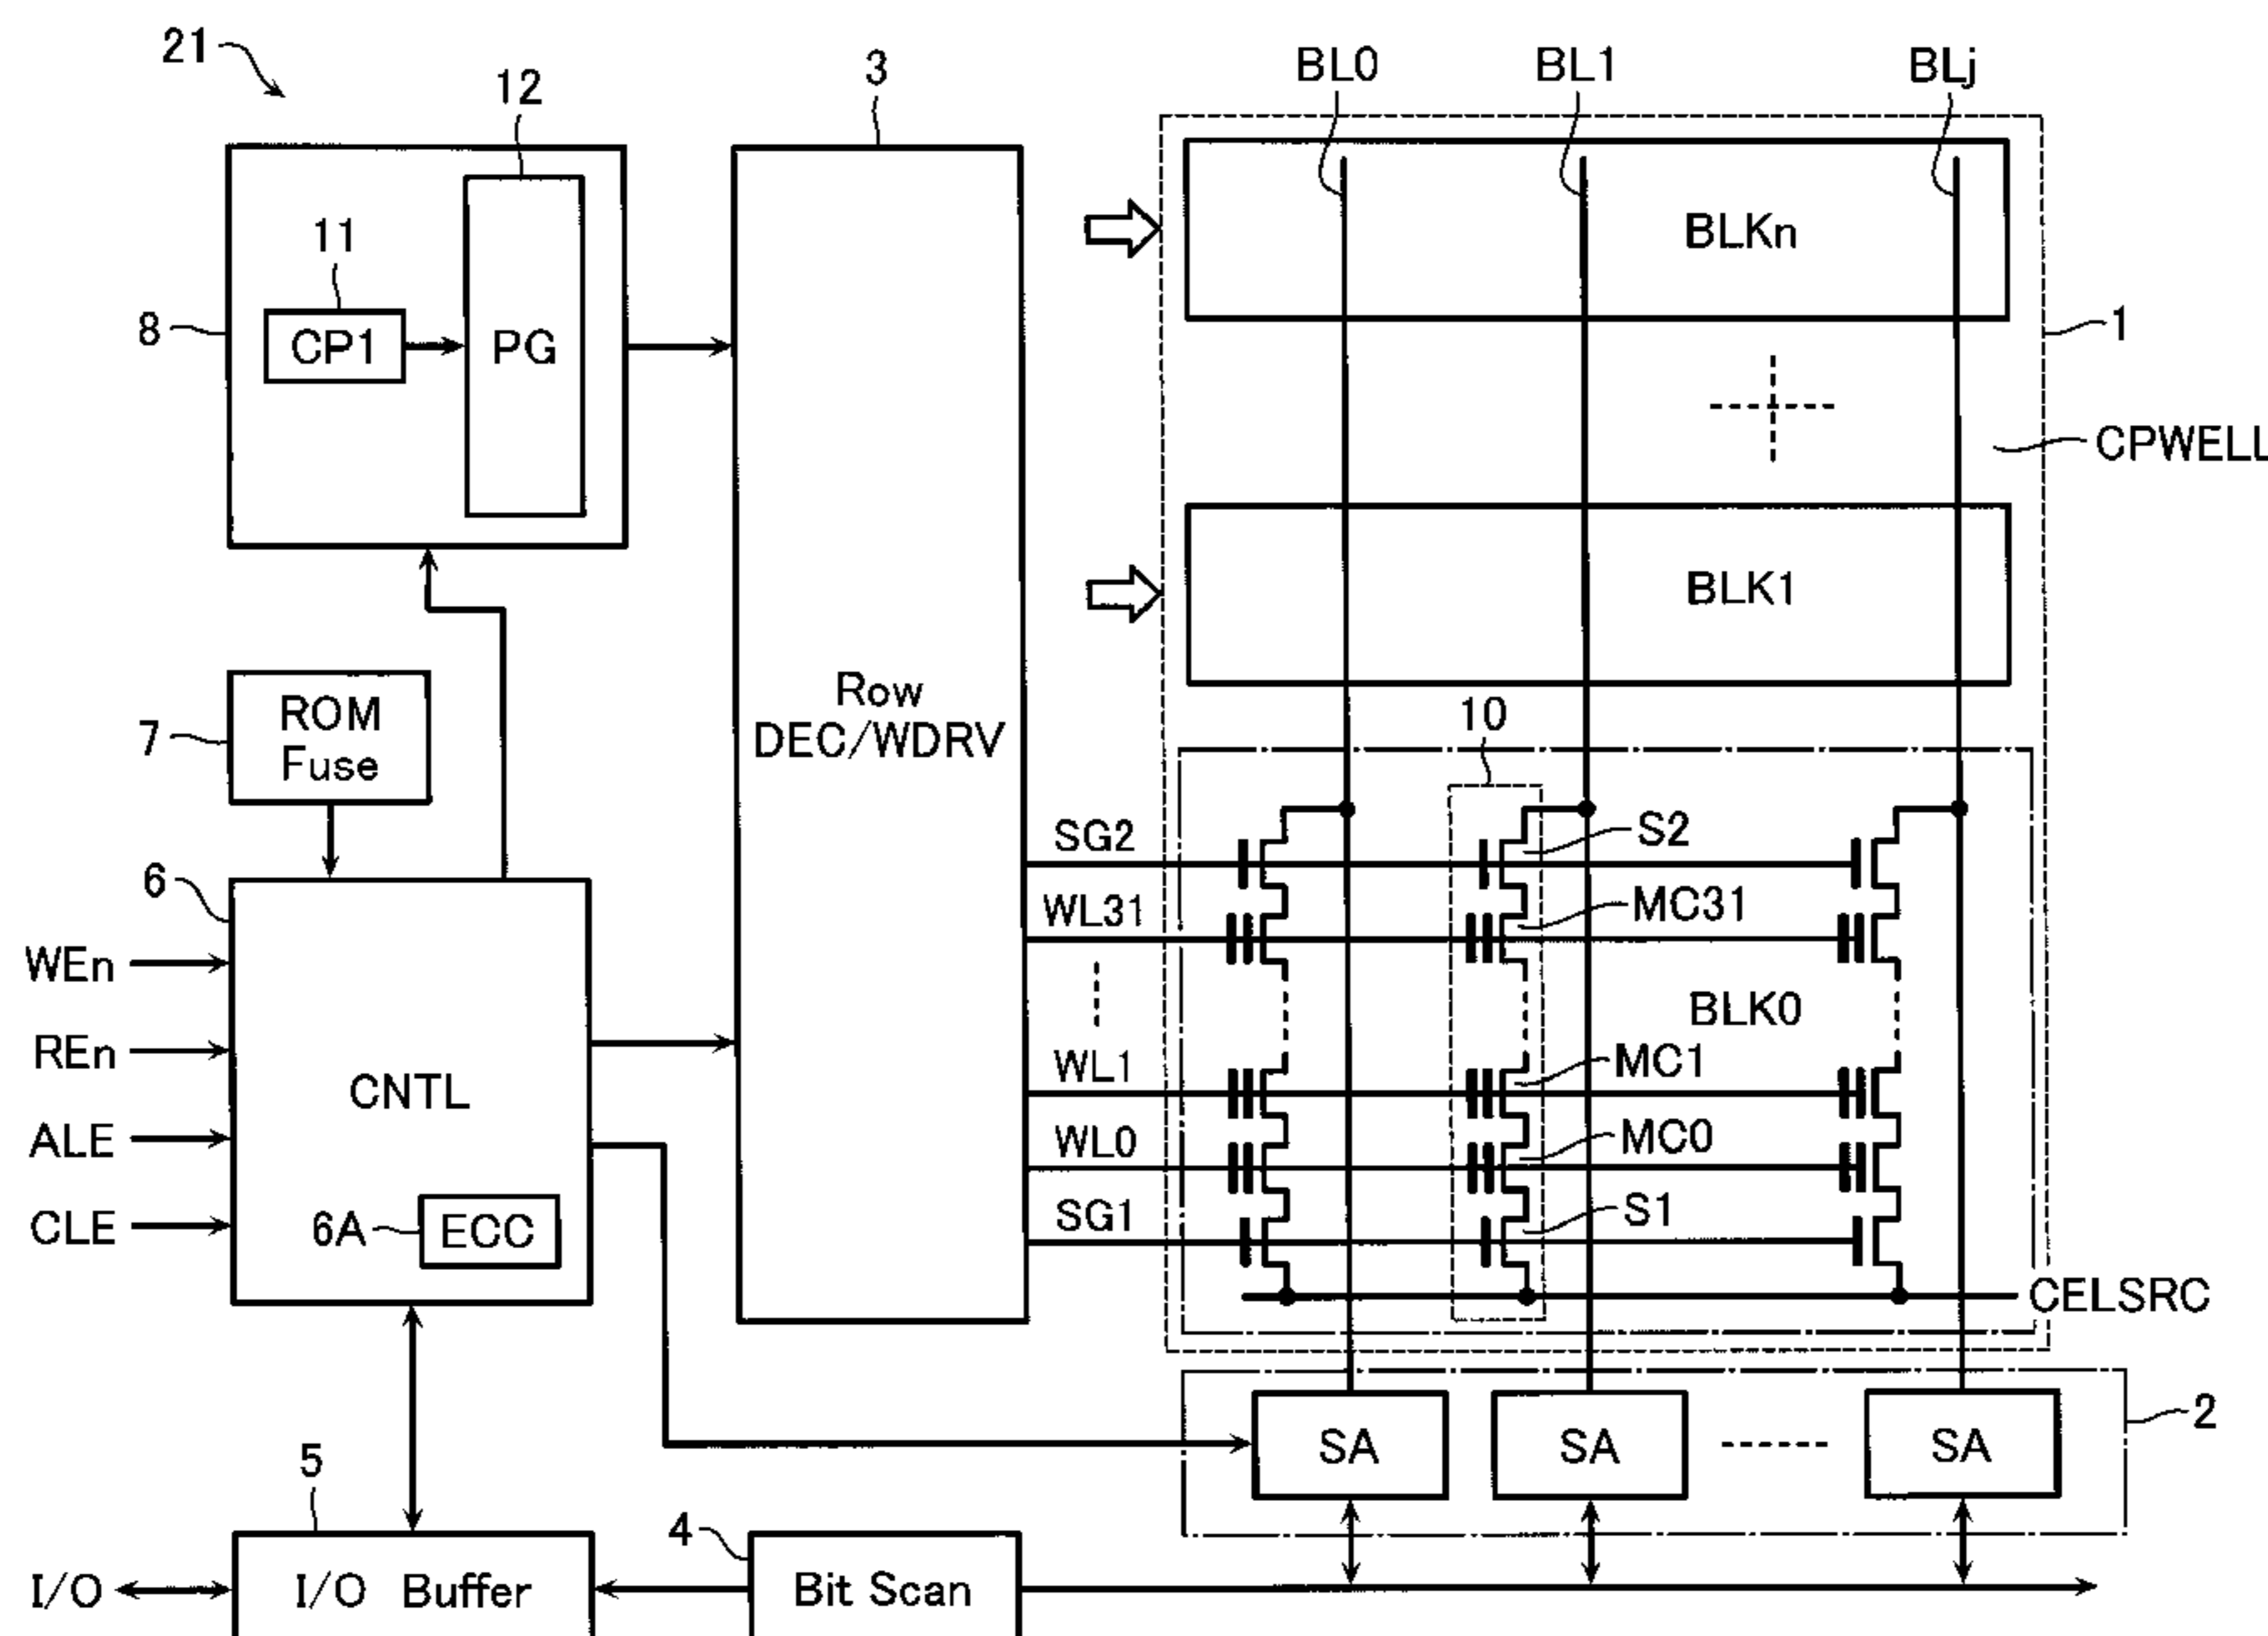 21
12
3
BL0
BL1
BLj
11
8
CP1
PG
BLKn
1
CPWELL
BLK1
Row
DEC/WDRV
7
ROM
Fuse
10
6
SG2
S2
WL31
MC31
WEn
BLK0
REn
WL1
MC1
CNTL
ALE
WL0
MC0
CLE
6A
ECC
SG1
S1
CELSRC
SA
SA
SA
2
5
4
I/O
I/O Buffer
Bit Scan